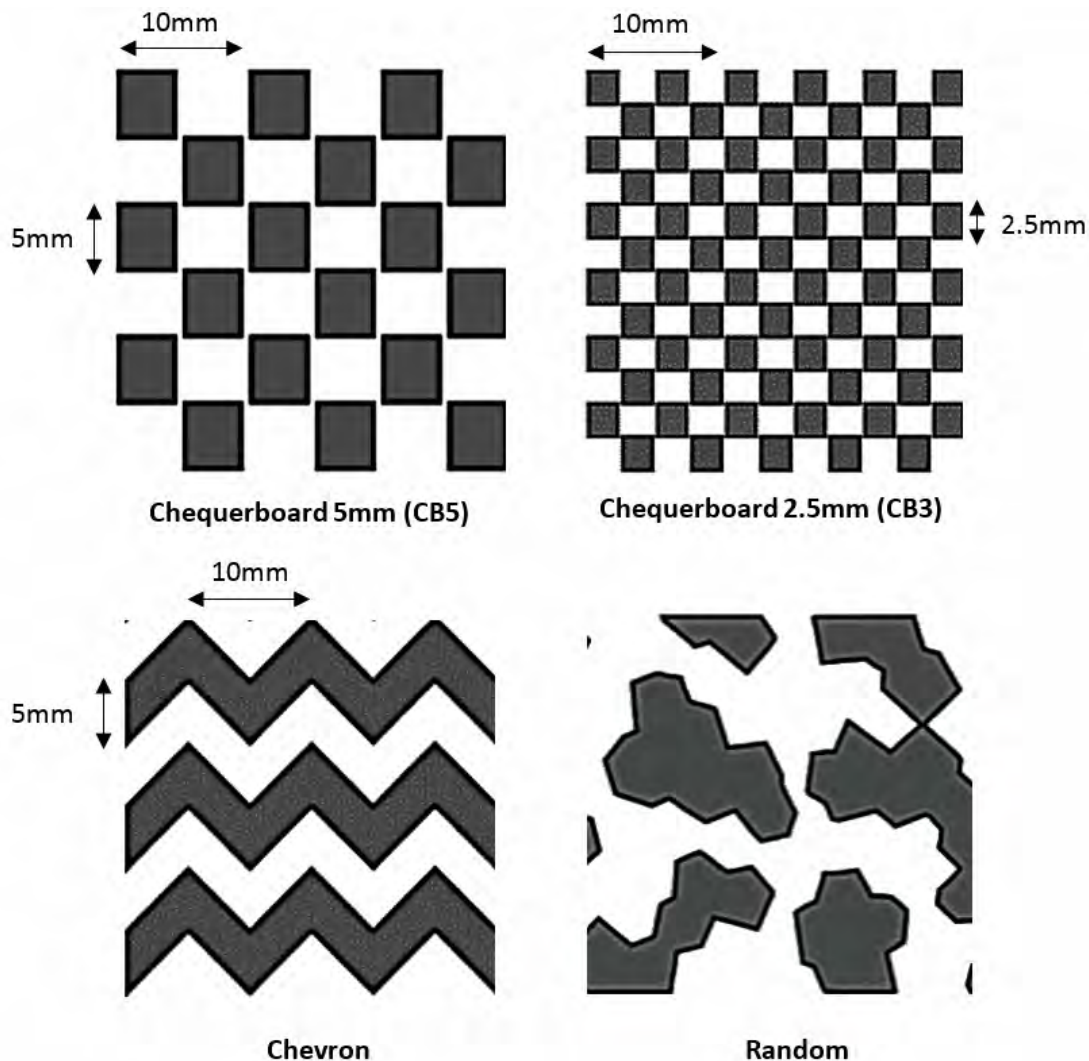 10mm
10mm
5mm
2.5mm
Chequerboard 5mm (CB5)
Chequerboard 2.5mm (CB3)
10mm
5mm
Chevron
Random